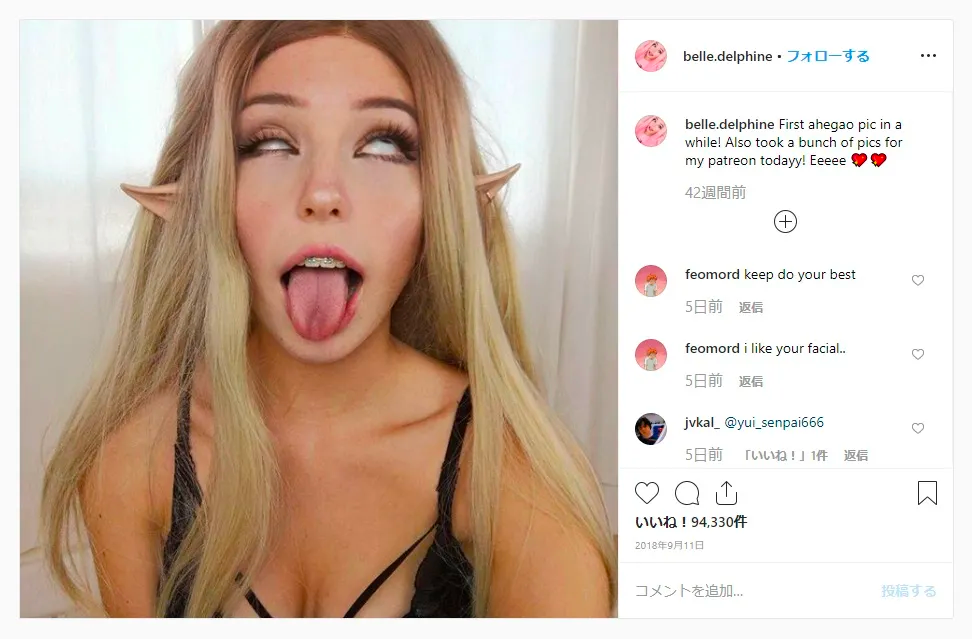 belle.delphine • フォローする
belle.delphine First ahegao pic in a
while! Also took a bunch of pics for
my patreon todayy! Eeeee 💘💘
42週間前
feomord keep do your best
5日前 返信
feomord i like your facial..
5日前 返信
jvkal_ @yui_senpai666
5日前 「いいね！」1件 返信
いいね！94,330件
2018年9月11日
コメントを追加... 投稿する